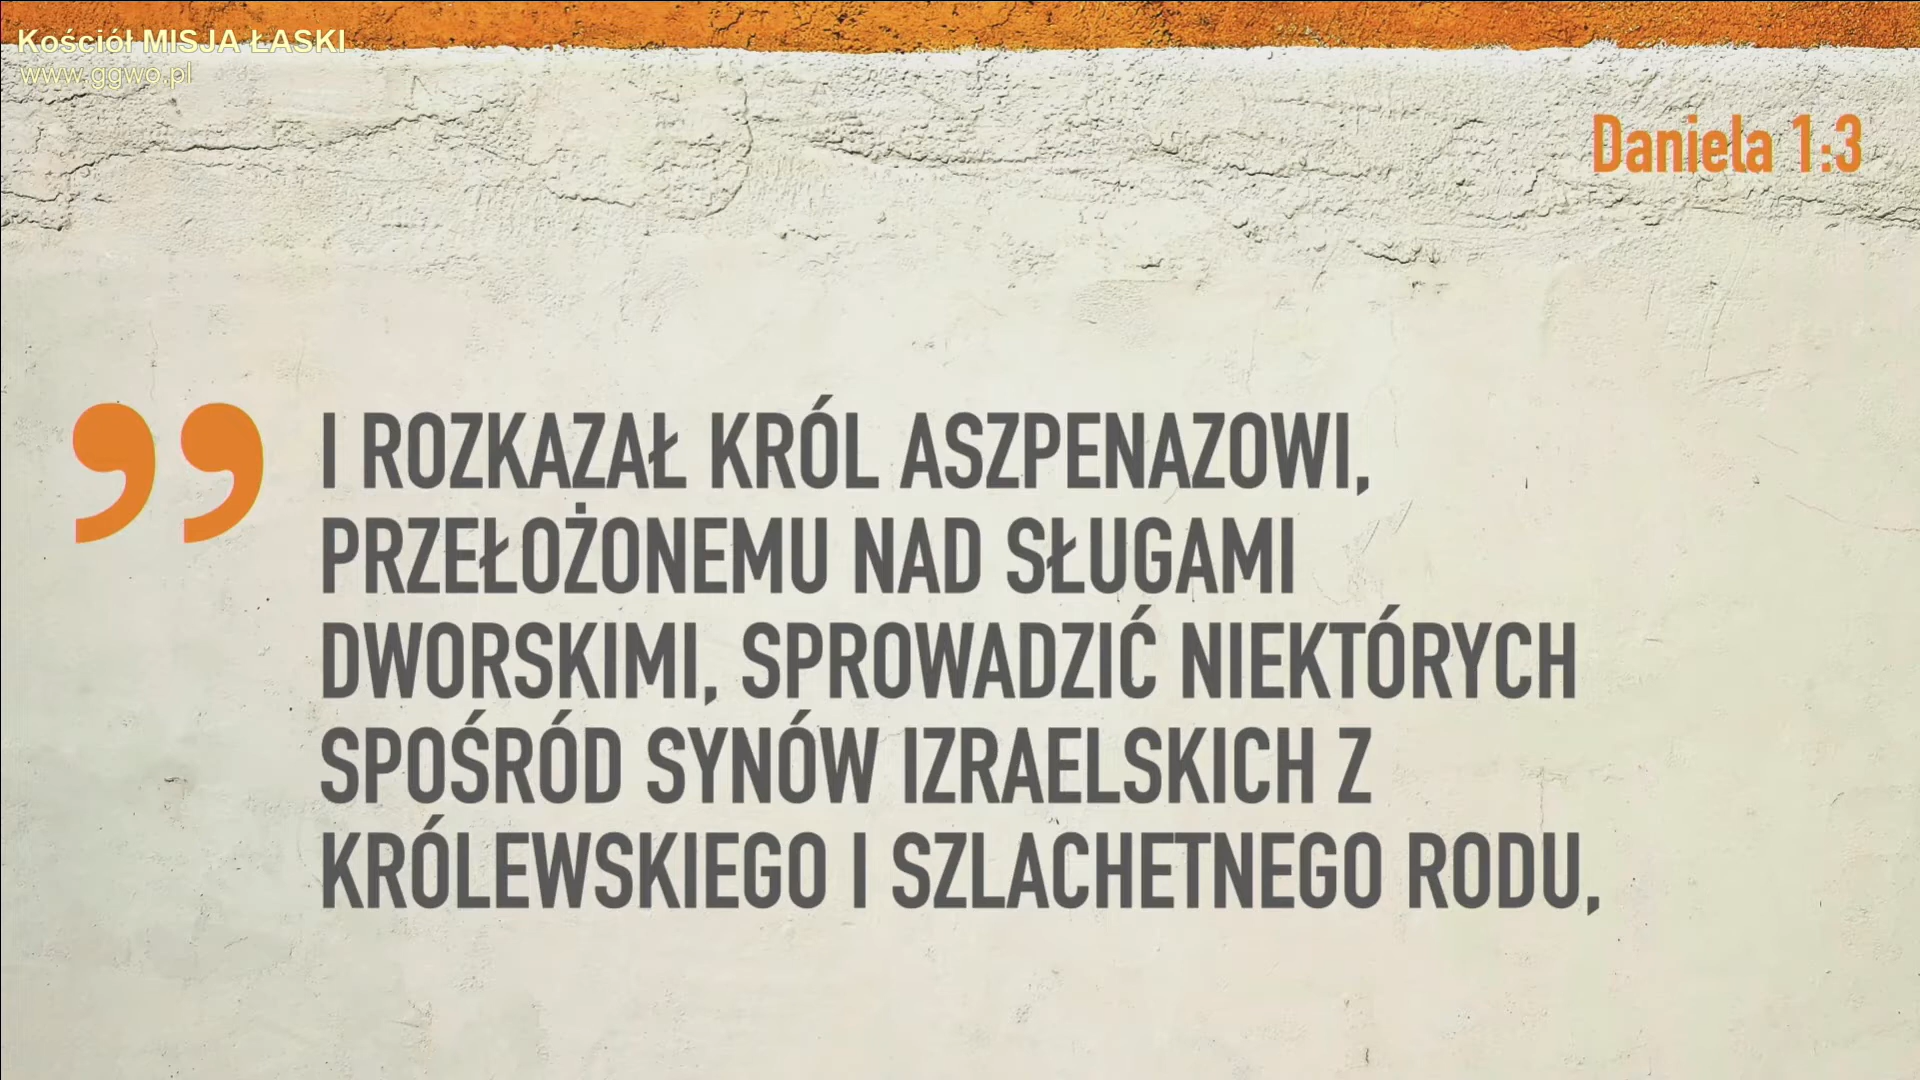 Kościół MISJA ŁASKI
www.ggwo.pl
Daniela 1:3
” I ROZKAZAŁ KRÓL ASZPENAZOWI,
PRZEŁOŻONEMU NAD SŁUGAMI
DWORSKIMI, SPROWADZIĆ NIEKTÓRYCH
SPOŚRÓD SYNÓW IZRAELSKICH Z
KRÓLEWSKIEGO I SZLACHETNEGO RODU,